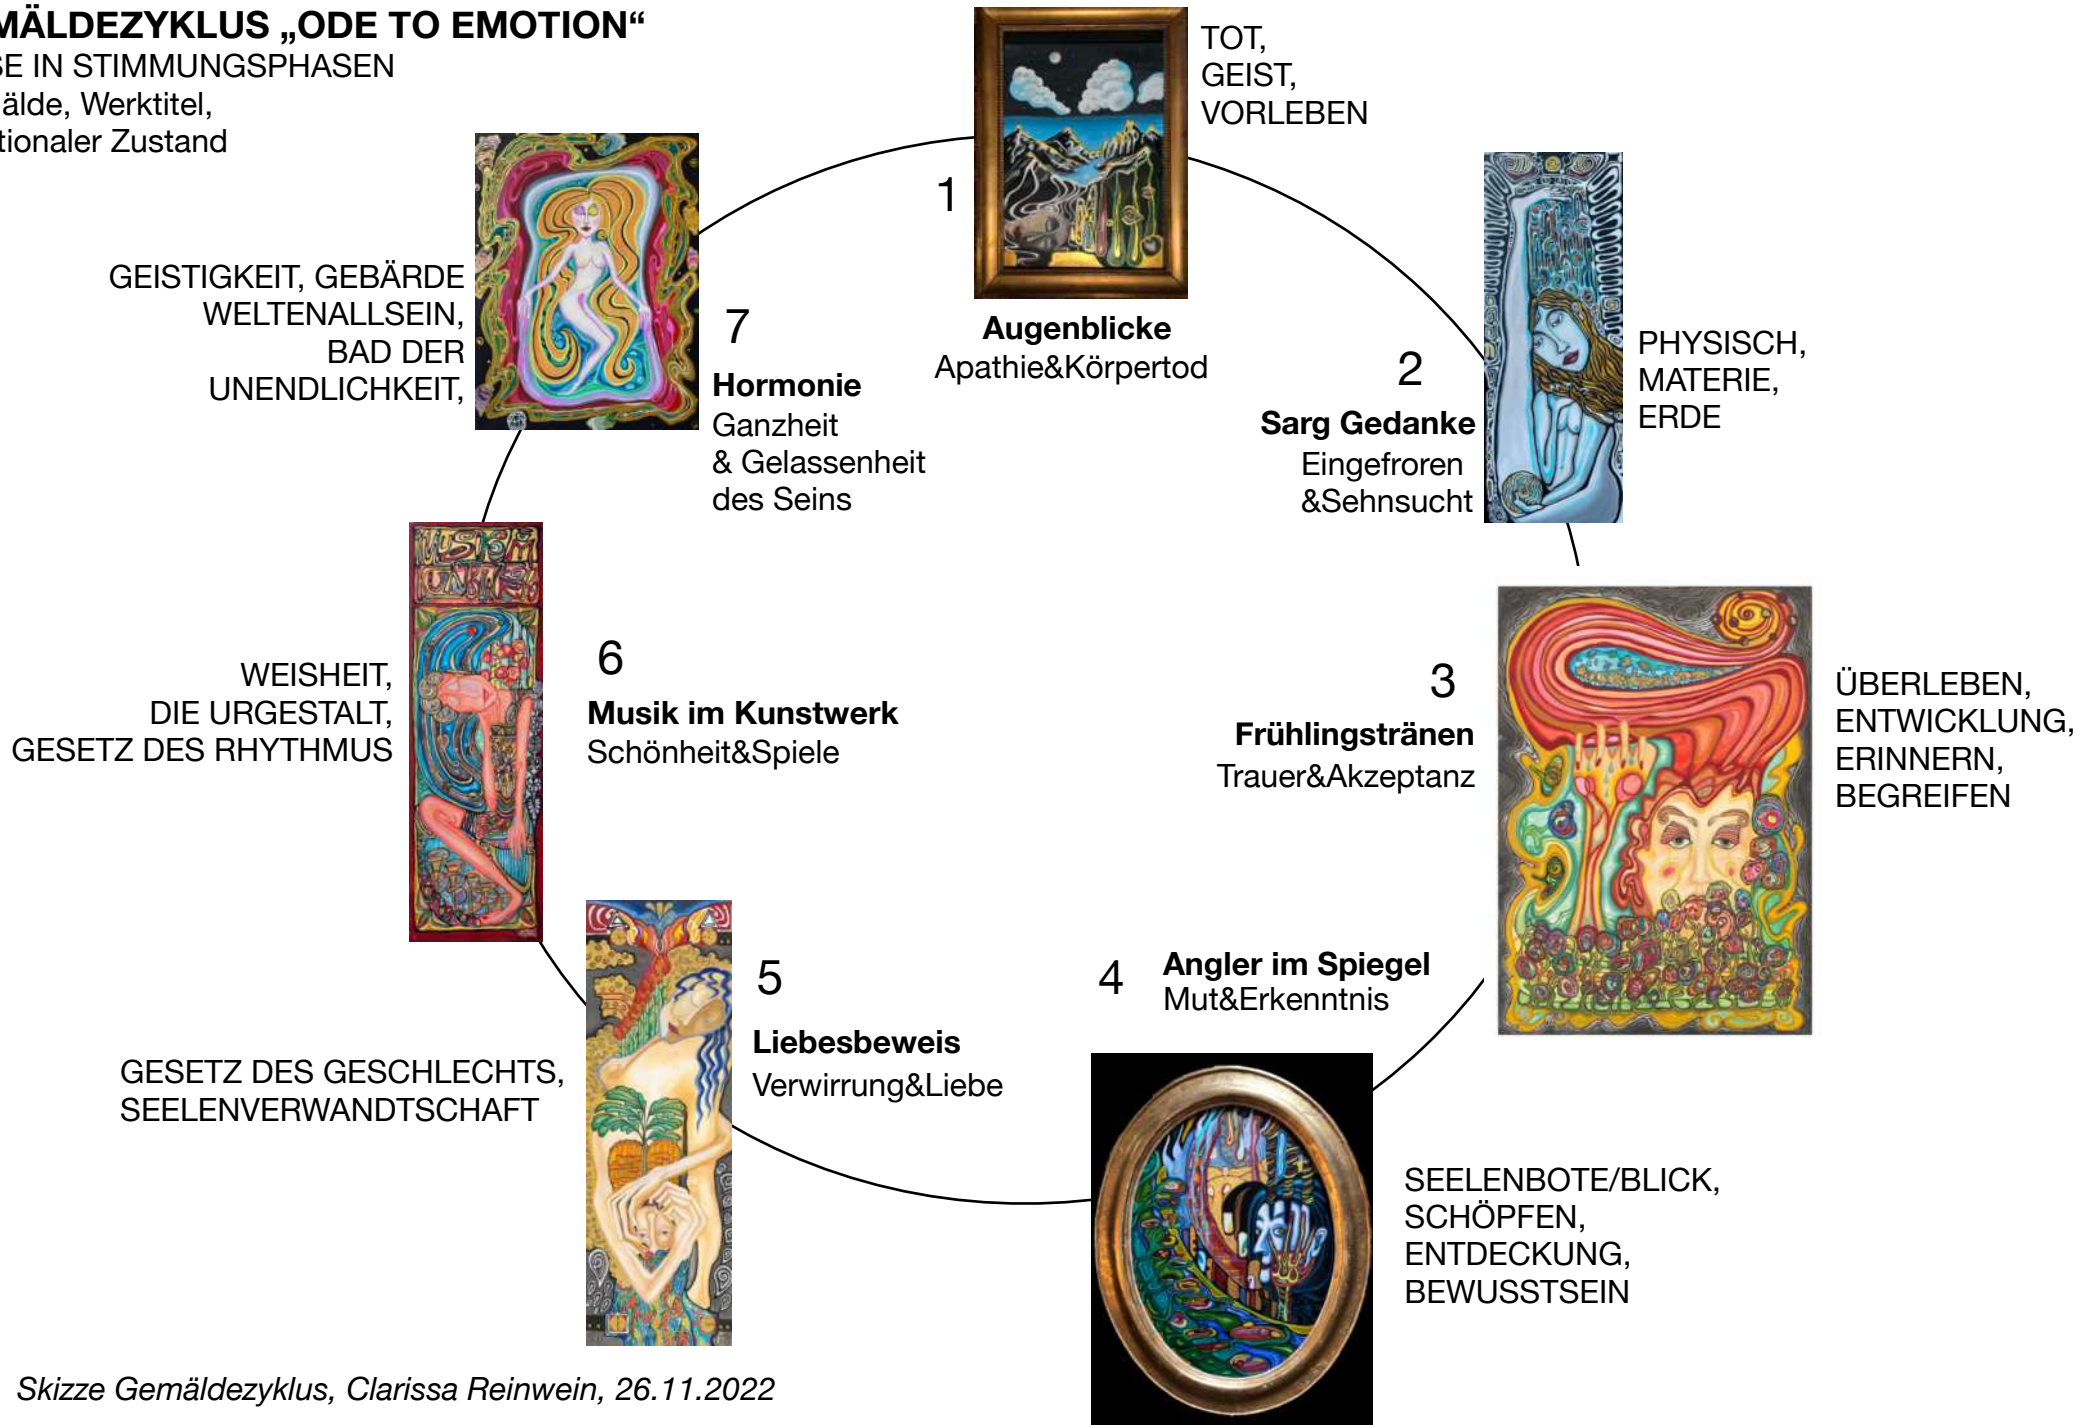 MÄLDEZYKLUS „ODE TO EMOTION“
SE IN STIMMUNGSPHASEN
älde, Werktitel,
tionaler Zustand
1
TOT,
GEIST,
VORLEBEN
Augenblicke
Apathie&Körpertod
2
Sarg Gedanke
Eingefroren
&Sehnsucht
PHYSISCH,
MATERIE,
ERDE
3
Frühlingstränen
Trauer&Akzeptanz
ÜBERLEBEN,
ENTWICKLUNG,
ERINNERN,
BEGREIFEN
4
Angler im Spiegel
Mut&Erkenntnis
SEELENBOTE/BLICK,
SCHÖPFEN,
ENTDECKUNG,
BEWUSSTSEIN
5
Liebesbeweis
Verwirrung&Liebe
GESETZ DES GESCHLECHTS,
SEELENVERWANDTSCHAFT
6
Musik im Kunstwerk
Schönheit&Spiele
WEISHEIT,
DIE URGESTALT,
GESETZ DES RHYTHMUS
7
Hormonie
Ganzheit
& Gelassenheit
des Seins
GEISTIGKEIT, GEBÄRDE
WELTENALLSEIN,
BAD DER
UNENDLICHKEIT,
Skizze Gemäldezyklus, Clarissa Reinwein, 26.11.2022